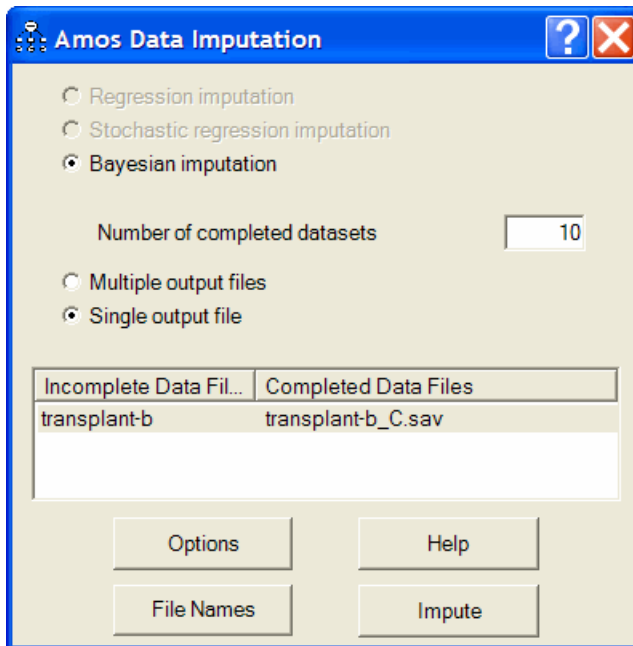 Amos Data Imputation
Regression imputation
Stochastic regression imputation
Bayesian imputation
Number of completed datasets 10
Multiple output files
Single output file
Incomplete Data Fil... Completed Data Files
transplant-b transplant-b_C.sav
Options Help
File Names Impute